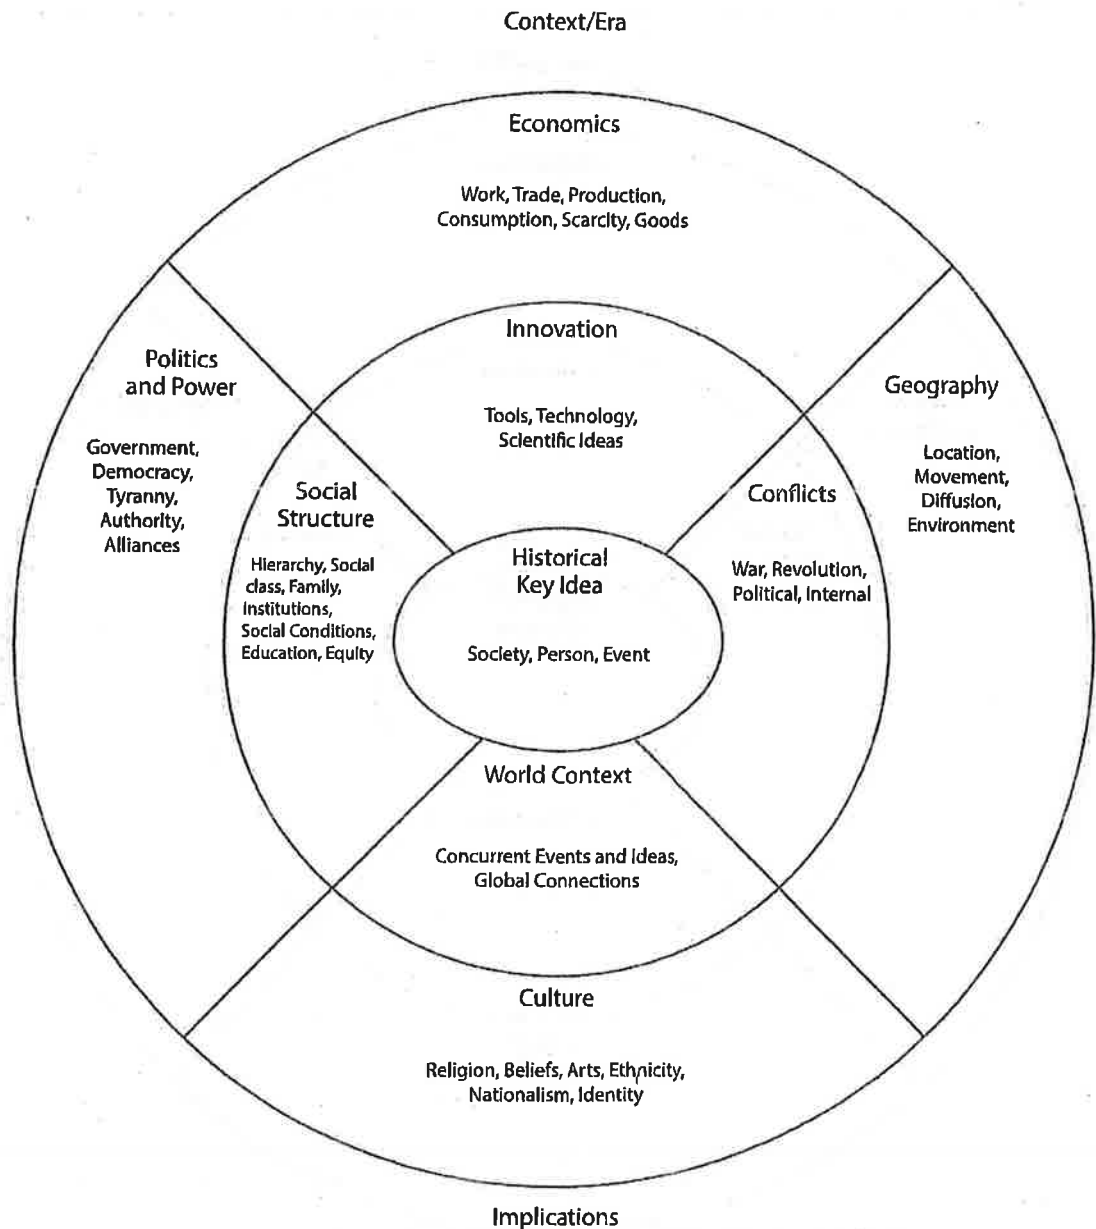 Context/Era
Economics
Work, Trade, Production,
Consumption, Scarcity, Goods
Innovation
Tools, Technology,
Scientific Ideas
Politics
and Power
Government,
Democracy,
Tyranny,
Authority,
Alliances
Social
Structure
Hierarchy, Social
class, Family,
Institutions,
Social Conditions,
Education, Equity
Historical
Key Idea
Society, Person, Event
Conflicts
War, Revolution,
Political, Internal
Geography
Location,
Movement,
Diffusion,
Environment
World Context
Concurrent Events and Ideas,
Global Connections
Culture
Religion, Beliefs, Arts, Ethnicity,
Nationalism, Identity
Implications